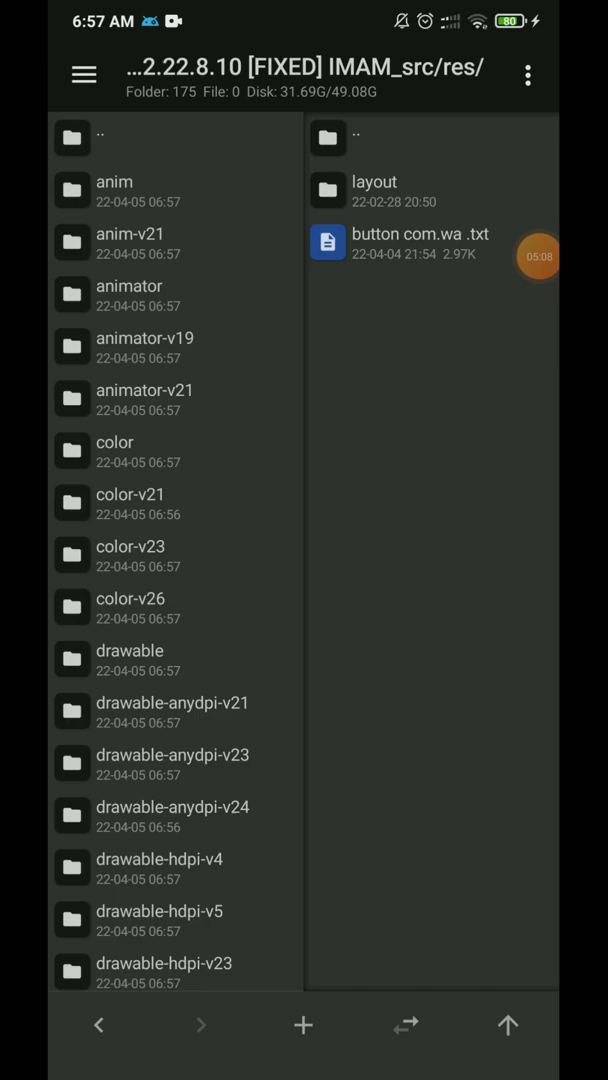 6:57 AM
80
...2.22.8.10 [FIXED] IMAM_src/res/
Folder: 175 File: 0 Disk: 31.69G/49.08G
..
anim
22-04-05 06:57
anim-v21
22-04-05 06:57
animator
22-04-05 06:57
animator-v19
22-04-05 06:57
animator-v21
22-04-05 06:57
color
22-04-05 06:57
color-v21
22-04-05 06:56
color-v23
22-04-05 06:57
color-v26
22-04-05 06:57
drawable
22-04-05 06:57
drawable-anydpi-v21
22-04-05 06:57
drawable-anydpi-v23
22-04-05 06:57
drawable-anydpi-v24
22-04-05 06:56
drawable-hdpi-v4
22-04-05 06:57
drawable-hdpi-v5
22-04-05 06:57
drawable-hdpi-v23
22-04-05 06:57
..
layout
22-02-28 20:50
button com.wa .txt
22-04-04 21:54 2.97K
05:08